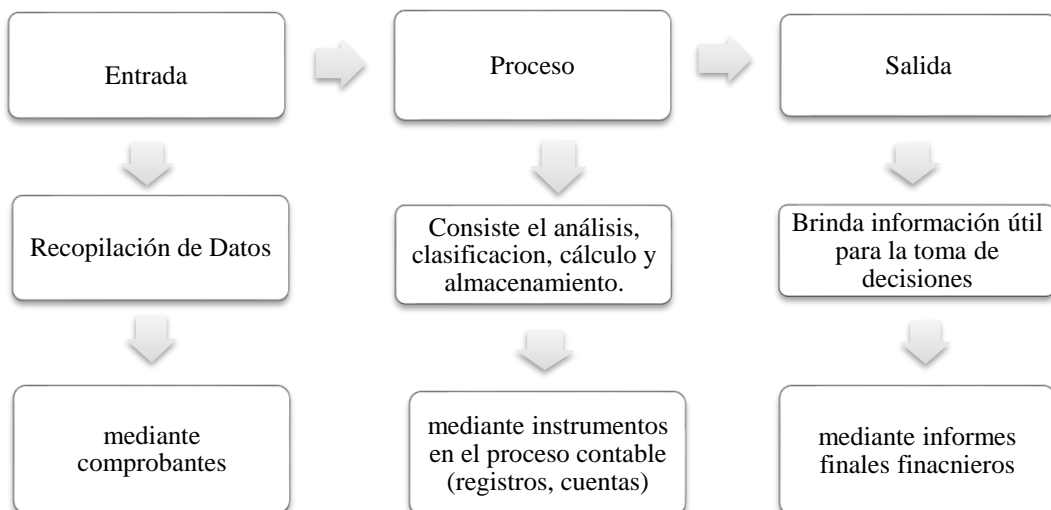 Entrada
Proceso
Salida
Recopilación de Datos
Consiste el análisis,
clasificacion, cálculo y
almacenamiento.
Brinda información útil
para la toma de
decisiones
mediante
comprobantes
mediante instrumentos
en el proceso contable
(registros, cuentas)
mediante informes
finales finacnieros